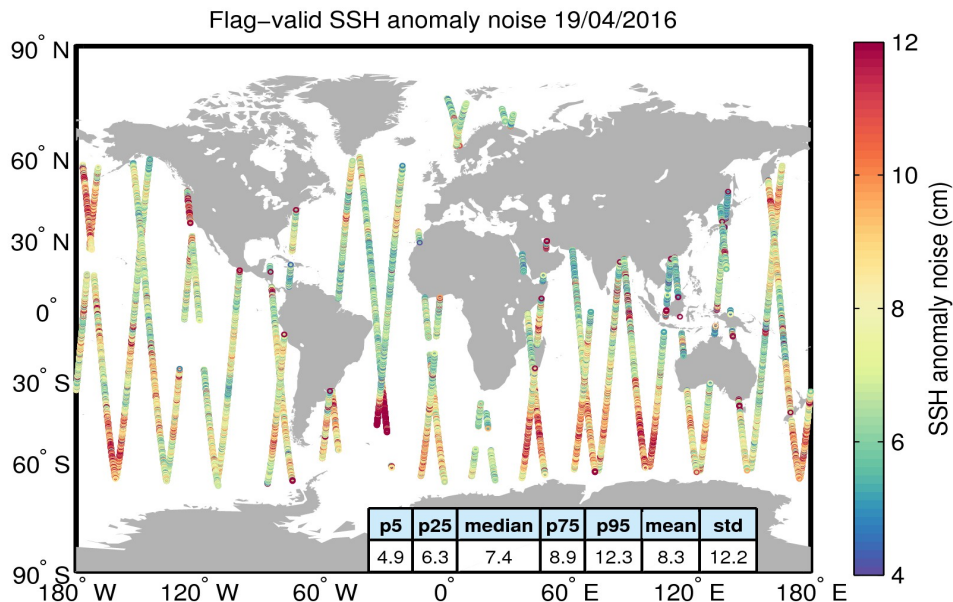 Flag−valid SSH anomaly noise 19/04/2016
90° N
60° N
30° N
0°
30° S
60° S
90° S
180° W 120° W 60° W 0° 60° E 120° E 180° E
p5 p25 median p75 p95 mean std
4.9 6.3 7.4 8.9 12.3 8.3 12.2
12
10
8
6
4
SSH anomaly noise (cm)